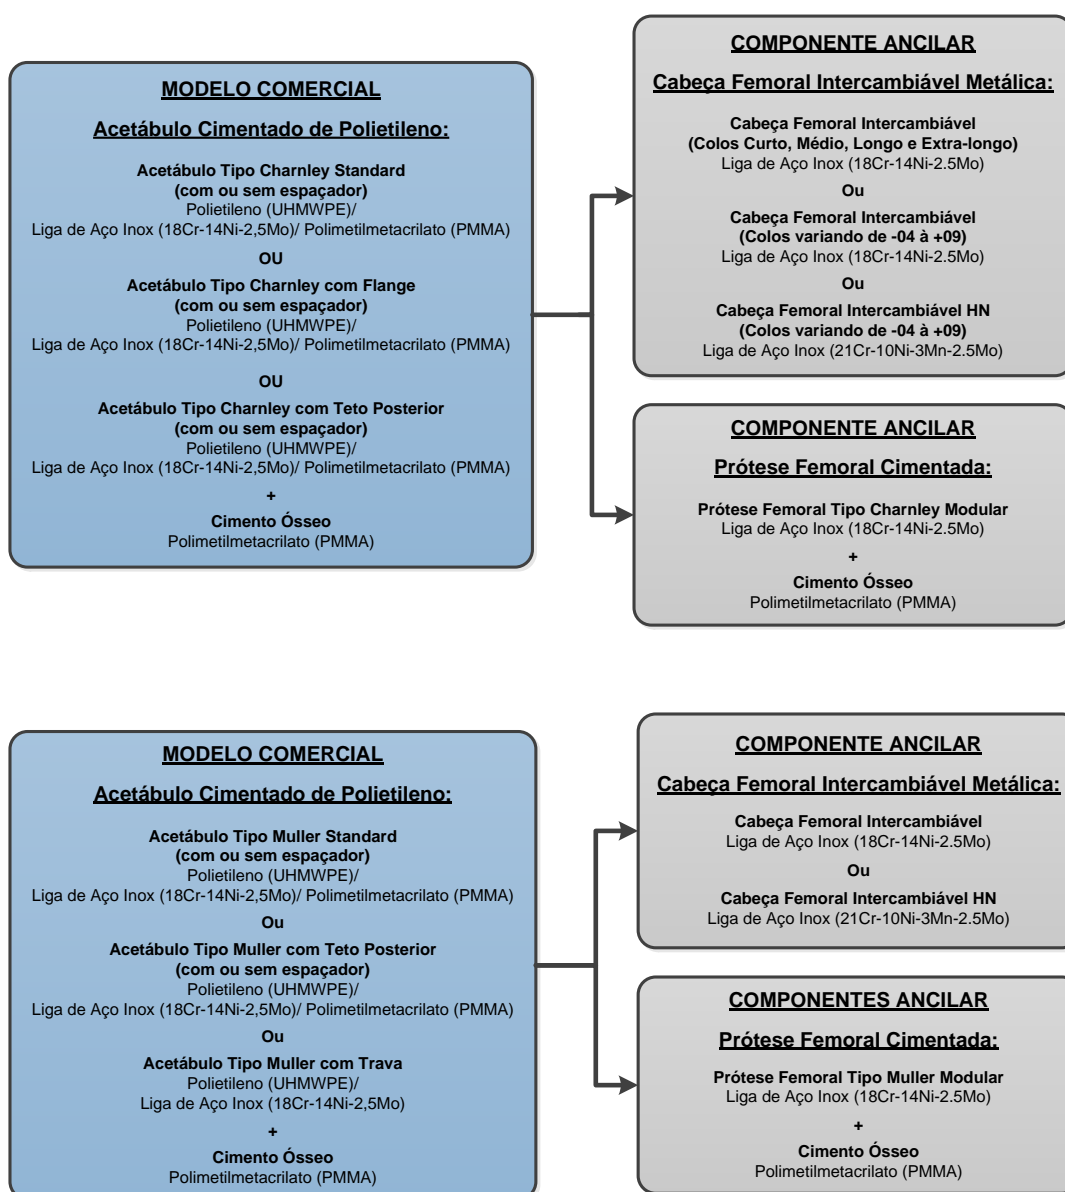 MODELO COMERCIAL
Acetábulo Cimentado de Polietileno:
Acetábulo Tipo Charnley Standard
(com ou sem espaçador)
Polietileno (UHMWPE)/
Liga de Aço Inox (18Cr-14Ni-2,5Mo)/ Polimetilmetacrilato (PMMA)
OU
Acetábulo Tipo Charnley com Flange
(com ou sem espaçador)
Polietileno (UHMWPE)/
Liga de Aço Inox (18Cr-14Ni-2,5Mo)/ Polimetilmetacrilato (PMMA)
OU
Acetábulo Tipo Charnley com Teto Posterior
(com ou sem espaçador)
Polietileno (UHMWPE)/
Liga de Aço Inox (18Cr-14Ni-2,5Mo)/ Polimetilmetacrilato (PMMA)
+
Cimento Ósseo
Polimetilmetacrilato (PMMA)
COMPONENTE ANCILAR
Cabeça Femoral Intercambiável Metálica:
Cabeça Femoral Intercambiável
(Colos Curto, Médio, Longo e Extra-longo)
Liga de Aço Inox (18Cr-14Ni-2.5Mo)
Ou
Cabeça Femoral Intercambiável
(Colos variando de -04 à +09)
Liga de Aço Inox (18Cr-14Ni-2.5Mo)
Ou
Cabeça Femoral Intercambiável HN
(Colos variando de -04 à +09)
Liga de Aço Inox (21Cr-10Ni-3Mn-2.5Mo)
COMPONENTE ANCILAR
Prótese Femoral Cimentada:
Prótese Femoral Tipo Charnley Modular
Liga de Aço Inox (18Cr-14Ni-2.5Mo)
+
Cimento Ósseo
Polimetilmetacrilato (PMMA)
MODELO COMERCIAL
Acetábulo Cimentado de Polietileno:
Acetábulo Tipo Muller Standard
(com ou sem espaçador)
Polietileno (UHMWPE)/
Liga de Aço Inox (18Cr-14Ni-2,5Mo)/ Polimetilmetacrilato (PMMA)
Ou
Acetábulo Tipo Muller com Teto Posterior
(com ou sem espaçador)
Polietileno (UHMWPE)/
Liga de Aço Inox (18Cr-14Ni-2,5Mo)/ Polimetilmetacrilato (PMMA)
Ou
Acetábulo Tipo Muller com Trava
Polietileno (UHMWPE)/
Liga de Aço Inox (18Cr-14Ni-2,5Mo)
+
Cimento Ósseo
Polimetilmetacrilato (PMMA)
COMPONENTE ANCILAR
Cabeça Femoral Intercambiável Metálica:
Cabeça Femoral Intercambiável
Liga de Aço Inox (18Cr-14Ni-2.5Mo)
Ou
Cabeça Femoral Intercambiável HN
Liga de Aço Inox (21Cr-10Ni-3Mn-2.5Mo)
COMPONENTES ANCILAR
Prótese Femoral Cimentada:
Prótese Femoral Tipo Muller Modular
Liga de Aço Inox (18Cr-14Ni-2.5Mo)
+
Cimento Ósseo
Polimetilmetacrilato (PMMA)